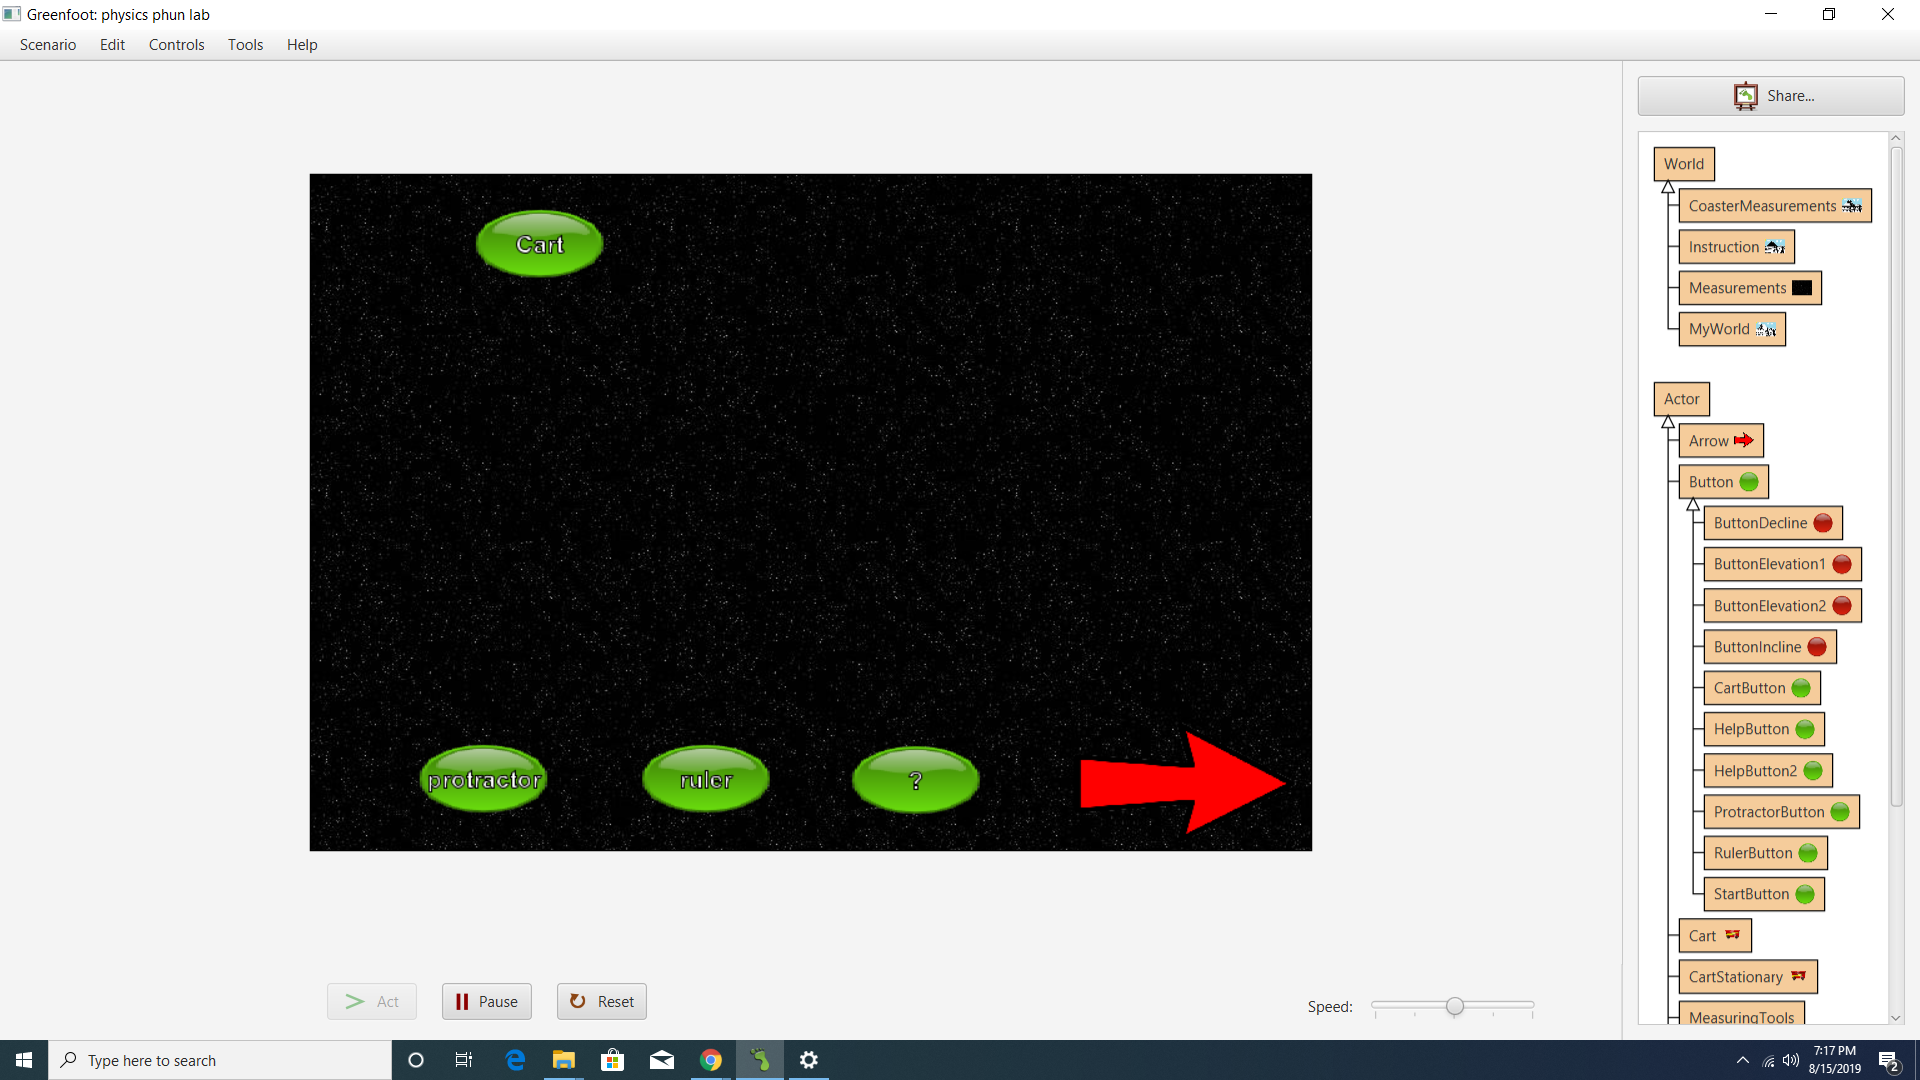 Greenfoot: physics phun lab
Scenario Edit Controls Tools Help
Share...
World
CoasterMeasurements
Instruction
Measurements
MyWorld
Actor
Arrow
Button
ButtonDecline
ButtonElevation1
ButtonElevation2
ButtonIncline
CartButton
HelpButton
HelpButton2
ProtractorButton
RulerButton
StartButton
Cart
CartStationary
MeasuringTools
Cart
protractor ruler ?
Act Pause Reset Speed:
Type here to search
7:17 PM
8/15/2019
2